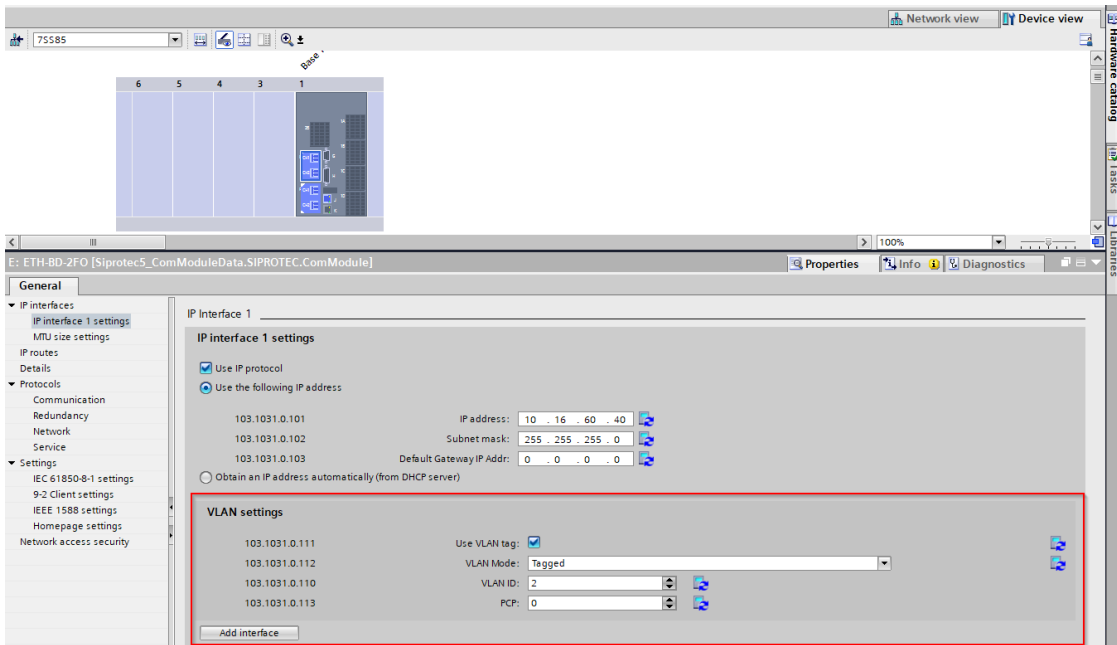 Network view Device view
7SS85
Base
6 5 4 3 1
Hardware catalog
Tasks
Libraries
100%
E: ETH-BD-2FO [Siprotec5_ComModuleData.SIPROTEC.ComModule]
Properties Info Diagnostics
General
IP interfaces
IP interface 1 settings
MTU size settings
IP routes
Details
Protocols
Communication
Redundancy
Network
Service
Settings
IEC 61850-8-1 settings
9-2 Client settings
IEEE 1588 settings
Homepage settings
Network access security
IP Interface 1
IP interface 1 settings
Use IP protocol
Use the following IP address
103.1031.0.101 IP address: 10 . 16 . 60 . 40
103.1031.0.102 Subnet mask: 255 . 255 . 255 . 0
103.1031.0.103 Default Gateway IP Addr: 0 . 0 . 0 . 0
Obtain an IP address automatically (from DHCP server)
VLAN settings
103.1031.0.111 Use VLAN tag:
103.1031.0.112 VLAN Mode: Tagged
103.1031.0.110 VLAN ID: 2
103.1031.0.113 PCP: 0
Add interface